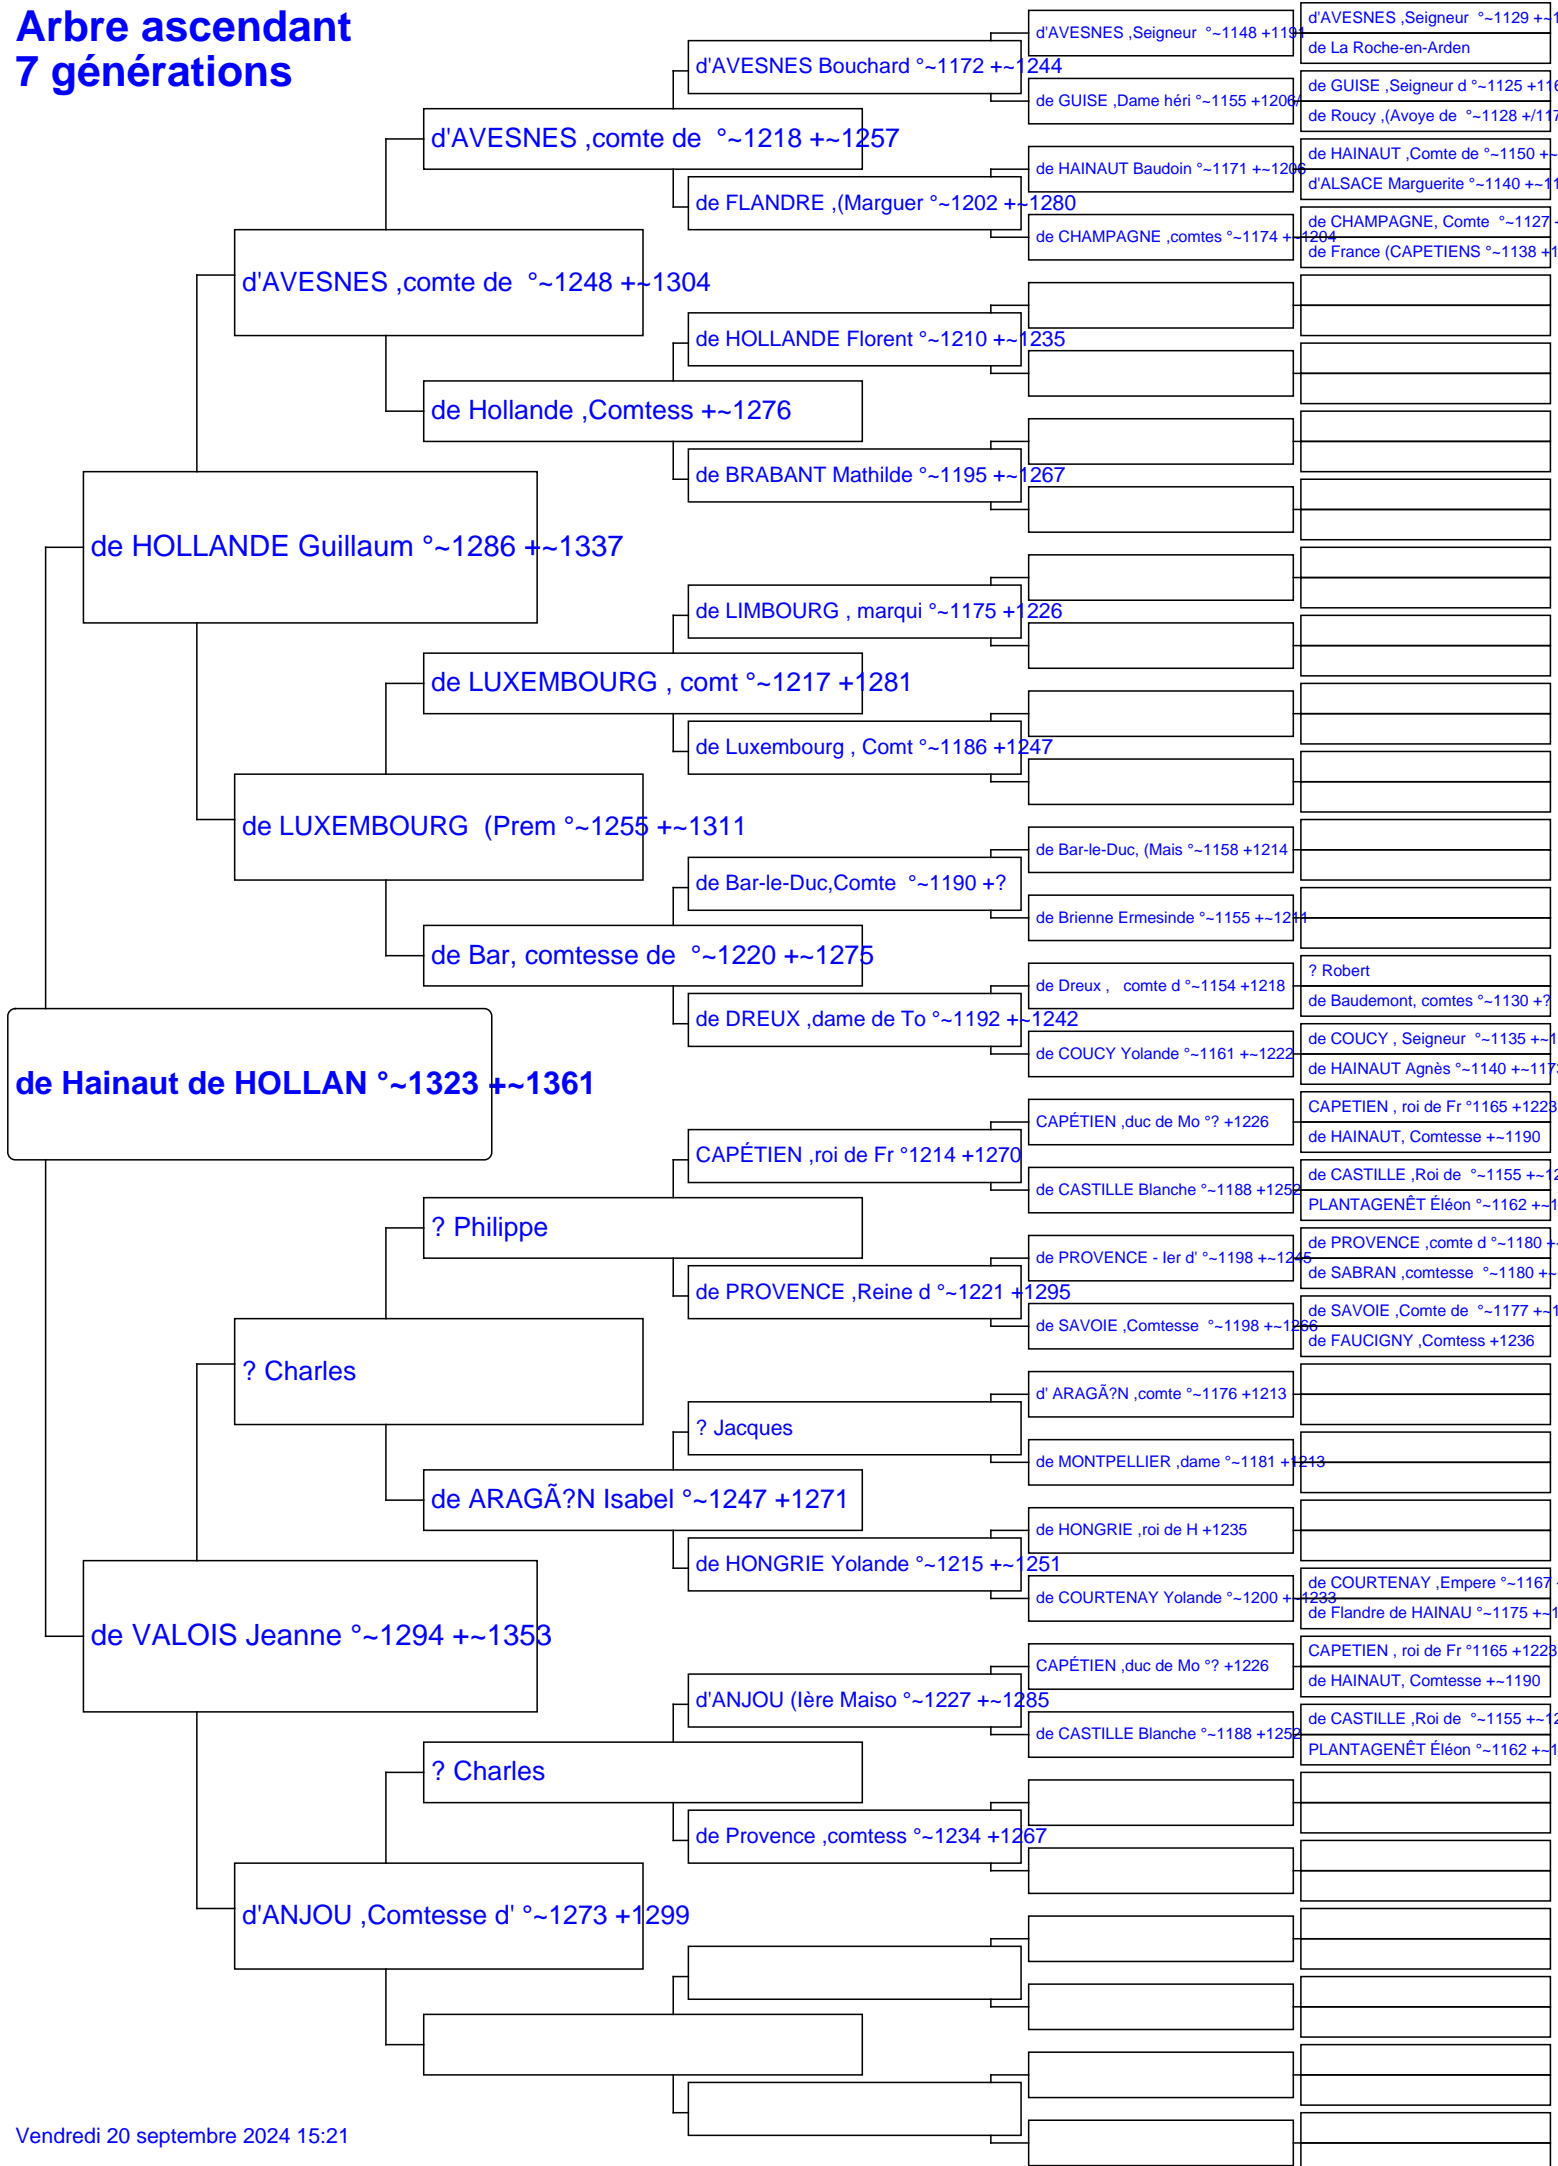 Arbre ascendant
7 générations
de Hainaut de HOLLAN °~1323 +~1361
de HOLLANDE Guillaum °~1286 +~1337
de VALOIS Jeanne °~1294 +~1353
d'AVESNES ,comte de  °~1248 +~1304
de LUXEMBOURG  (Prem °~1255 +~1311
? Charles
d'ANJOU ,Comtesse d' °~1273 +1299
d'AVESNES ,comte de  °~1218 +~1257
de Hollande ,Comtess +~1276
de LUXEMBOURG , comt °~1217 +1281
de Bar, comtesse de  °~1220 +~1275
? Philippe
de ARAGÃ?N Isabel °~1247 +1271
? Charles
d'AVESNES Bouchard °~1172 +~1244
de FLANDRE ,(Marguer °~1202 +~1280
de HOLLANDE Florent °~1210 +~1235
de BRABANT Mathilde °~1195 +~1267
de LIMBOURG , marqui °~1175 +1226
de Luxembourg , Comt °~1186 +1247
de Bar-le-Duc,Comte  °~1190 +?
de DREUX ,dame de To °~1192 +~1242
CAPÉTIEN ,roi de Fr °1214 +1270
de PROVENCE ,Reine d °~1221 +1295
? Jacques
de HONGRIE Yolande °~1215 +~1251
d'ANJOU (Ière Maiso °~1227 +~1285
de Provence ,comtess °~1234 +1267
d'AVESNES ,Seigneur  °~1148 +1191
de GUISE ,Dame héri °~1155 +1206/
de HAINAUT Baudoin °~1171 +~1206
de CHAMPAGNE ,comtes °~1174 +~1204
de Bar-le-Duc, (Mais °~1158 +1214
de Brienne Ermesinde °~1155 +~1211
de Dreux ,   comte d °~1154 +1218
de COUCY Yolande °~1161 +~1222
CAPÉTIEN ,duc de Mo °? +1226
de CASTILLE Blanche °~1188 +1252
de PROVENCE - Ier d' °~1198 +~1245
de SAVOIE ,Comtesse  °~1198 +~1266
d' ARAGÃ?N ,comte °~1176 +1213
de MONTPELLIER ,dame °~1181 +1213
de HONGRIE ,roi de H +1235
de COURTENAY Yolande °~1200 +~1233
CAPÉTIEN ,duc de Mo °? +1226
de CASTILLE Blanche °~1188 +1252
d'AVESNES ,Seigneur  °~1129 +~1
de La Roche-en-Arden
de GUISE ,Seigneur d °~1125 +116
de Roucy ,(Avoye de  °~1128 +/117
de HAINAUT ,Comte de °~1150 +~
d'ALSACE Marguerite °~1140 +~11
de CHAMPAGNE, Comte  °~1127 +
de France (CAPETIENS °~1138 +1
? Robert
de Baudemont, comtes °~1130 +?
de COUCY , Seigneur  °~1135 +~1
de HAINAUT Agnès °~1140 +~1173
CAPETIEN , roi de Fr °1165 +1223
de HAINAUT, Comtesse +~1190
de CASTILLE ,Roi de  °~1155 +~12
PLANTAGENÊT Éléon °~1162 +~1
de PROVENCE ,comte d °~1180 +~
de SABRAN ,comtesse  °~1180 +~
de SAVOIE ,Comte de  °~1177 +~1
de FAUCIGNY ,Comtess +1236
de COURTENAY ,Empere °~1167 +
de Flandre de HAINAU °~1175 +~1
CAPETIEN , roi de Fr °1165 +1223
de HAINAUT, Comtesse +~1190
de CASTILLE ,Roi de  °~1155 +~12
PLANTAGENÊT Éléon °~1162 +~1
Vendredi 20 septembre 2024 15:21